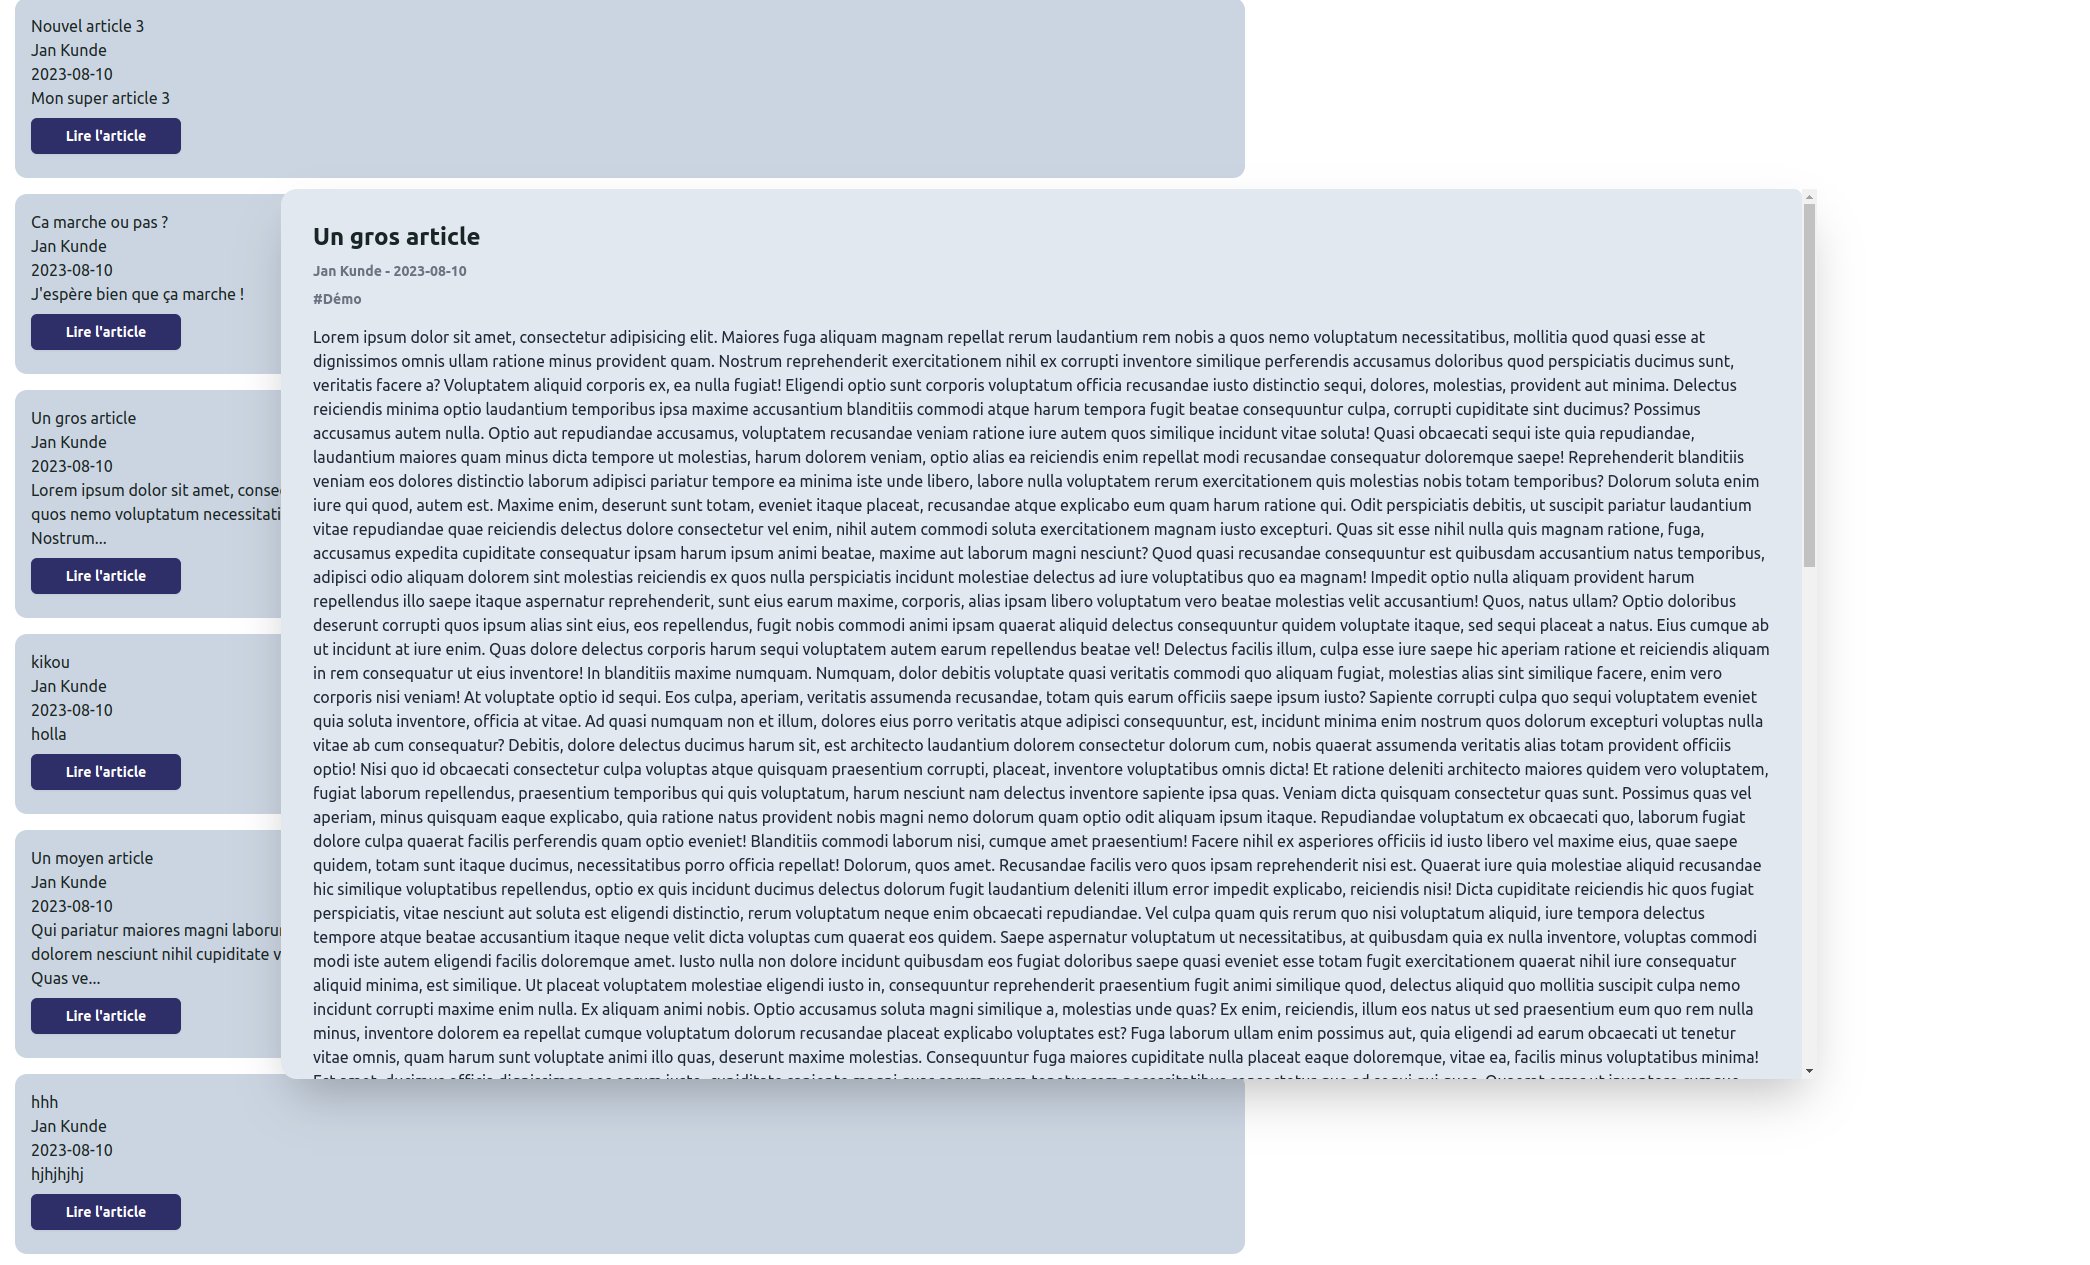 Nouvel article 3
Jan Kunde
2023-08-10
Mon super article 3
Lire l'article
Ca marche ou pas ?
Jan Kunde
2023-08-10
J'espère bien que ça marche !
Lire l'article
Un gros article
Jan Kunde
2023-08-10
Lorem ipsum dolor sit amet, conse
quos nemo voluptatum necessitati
Nostrum...
Lire l'article
kikou
Jan Kunde
2023-08-10
holla
Lire l'article
Un moyen article
Jan Kunde
2023-08-10
Qui pariatur maiores magni laboru
dolorem nesciunt nihil cupiditate v
Quas ve...
Lire l'article
hhh
Jan Kunde
2023-08-10
hjhjhjhj
Lire l'article
Un gros article
Jan Kunde - 2023-08-10
#Démo
Lorem ipsum dolor sit amet, consectetur adipisicing elit. Maiores fuga aliquam magnam repellat rerum laudantium rem nobis a quos nemo voluptatum necessitatibus, mollitia quod quasi esse at
dignissimos omnis ullam ratione minus provident quam. Nostrum reprehenderit exercitationem nihil ex corrupti inventore similique perferendis accusamus doloribus quod perspiciatis ducimus sunt,
veritatis facere a? Voluptatem aliquid corporis ex, ea nulla fugiat! Eligendi optio sunt corporis voluptatum officia recusandae iusto distinctio sequi, dolores, molestias, provident aut minima. Delectus
reiciendis minima optio laudantium temporibus ipsa maxime accusantium blanditiis commodi atque harum tempora fugit beatae consequuntur culpa, corrupti cupiditate sint ducimus? Possimus
accusamus autem nulla. Optio aut repudiandae accusamus, voluptatem recusandae veniam ratione iure autem quos similique incidunt vitae soluta! Quasi obcaecati sequi iste quia repudiandae,
laudantium maiores quam minus dicta tempore ut molestias, harum dolorem veniam, optio alias ea reiciendis enim repellat modi recusandae consequatur doloremque saepe! Reprehenderit blanditiis
veniam eos dolores distinctio laborum adipisci pariatur tempore ea minima iste unde libero, labore nulla voluptatem rerum exercitationem quis molestias nobis totam temporibus? Dolorum soluta enim
iure qui quod, autem est. Maxime enim, deserunt sunt totam, eveniet itaque placeat, recusandae atque explicabo eum quam harum ratione qui. Odit perspiciatis debitis, ut suscipit pariatur laudantium
vitae repudiandae quae reiciendis delectus dolore consectetur vel enim, nihil autem commodi soluta exercitationem magnam iusto excepturi. Quas sit esse nihil nulla quis magnam ratione, fuga,
accusamus expedita cupiditate consequatur ipsam harum ipsum animi beatae, maxime aut laborum magni nesciunt? Quod quasi recusandae consequuntur est quibusdam accusantium natus temporibus,
adipisci odio aliquam dolorem sint molestias reiciendis ex quos nulla perspiciatis incidunt molestiae delectus ad iure voluptatibus quo ea magnam! Impedit optio nulla aliquam provident harum
repellendus illo saepe itaque aspernatur reprehenderit, sunt eius earum maxime, corporis, alias ipsam libero voluptatum vero beatae molestias velit accusantium! Quos, natus ullam? Optio doloribus
deserunt corrupti quos ipsum alias sint eius, eos repellendus, fugit nobis commodi animi ipsam quaerat aliquid delectus consequuntur quidem voluptate itaque, sed sequi placeat a natus. Eius cumque ab
ut incidunt at iure enim. Quas dolore delectus corporis harum sequi voluptatem autem earum repellendus beatae vel! Delectus facilis illum, culpa esse iure saepe hic aperiam ratione et reiciendis aliquam
in rem consequatur ut eius inventore! In blanditiis maxime numquam. Numquam, dolor debitis voluptate quasi veritatis commodi quo aliquam fugiat, molestias alias sint similique facere, enim vero
corporis nisi veniam! At voluptate optio id sequi. Eos culpa, aperiam, veritatis assumenda recusandae, totam quis earum officiis saepe ipsum iusto? Sapiente corrupti culpa quo sequi voluptatem eveniet
quia soluta inventore, officia at vitae. Ad quasi numquam non et illum, dolores eius porro veritatis atque adipisci consequuntur, est, incidunt minima enim nostrum quos dolorum excepturi voluptas nulla
vitae ab cum consequatur? Debitis, dolore delectus ducimus harum sit, est architecto laudantium dolorem consectetur dolorum cum, nobis quaerat assumenda veritatis alias totam provident officiis
optio! Nisi quo id obcaecati consectetur culpa voluptas atque quisquam praesentium corrupti, placeat, inventore voluptatibus omnis dicta! Et ratione deleniti architecto maiores quidem vero voluptatem,
fugiat laborum repellendus, praesentium temporibus qui quis voluptatum, harum nesciunt nam delectus inventore sapiente ipsa quas. Veniam dicta quisquam consectetur quas sunt. Possimus quas vel
aperiam, minus quisquam eaque explicabo, quia ratione natus provident nobis magni nemo dolorum quam optio odit aliquam ipsum itaque. Repudiandae voluptatum ex obcaecati quo, laborum fugiat
dolore culpa quaerat facilis perferendis quam optio eveniet! Blanditiis commodi laborum nisi, cumque amet praesentium! Facere nihil ex asperiores officiis id iusto libero vel maxime eius, quae saepe
quidem, totam sunt itaque ducimus, necessitatibus porro officia repellat! Dolorum, quos amet. Recusandae facilis vero quos ipsam reprehenderit nisi est. Quaerat iure quia molestiae aliquid recusandae
hic similique voluptatibus repellendus, optio ex quis incidunt ducimus delectus dolorum fugit laudantium deleniti illum error impedit explicabo, reiciendis nisi! Dicta cupiditate reiciendis hic quos fugiat
perspiciatis, vitae nesciunt aut soluta est eligendi distinctio, rerum voluptatum neque enim obcaecati repudiandae. Vel culpa quam quis rerum quo nisi voluptatum aliquid, iure tempora delectus
tempore atque beatae accusantium itaque neque velit dicta voluptas cum quaerat eos quidem. Saepe aspernatur voluptatum ut necessitatibus, at quibusdam quia ex nulla inventore, voluptas commodi
modi iste autem eligendi facilis doloremque amet. Iusto nulla non dolore incidunt quibusdam eos fugiat doloribus saepe quasi eveniet esse totam fugit exercitationem quaerat nihil iure consequatur
aliquid minima, est similique. Ut placeat voluptatem molestiae eligendi iusto in, consequuntur reprehenderit praesentium fugit animi similique quod, delectus aliquid quo mollitia suscipit culpa nemo
incidunt corrupti maxime enim nulla. Ex aliquam animi nobis. Optio accusamus soluta magni similique a, molestias unde quas? Ex enim, reiciendis, illum eos natus ut sed praesentium eum quo rem nulla
minus, inventore dolorem ea repellat cumque voluptatum dolorum recusandae placeat explicabo voluptates est? Fuga laborum ullam enim possimus aut, quia eligendi ad earum obcaecati ut tenetur
vitae omnis, quam harum sunt voluptate animi illo quas, deserunt maxime molestias. Consequuntur fuga maiores cupiditate nulla placeat eaque doloremque, vitae ea, facilis minus voluptatibus minima!